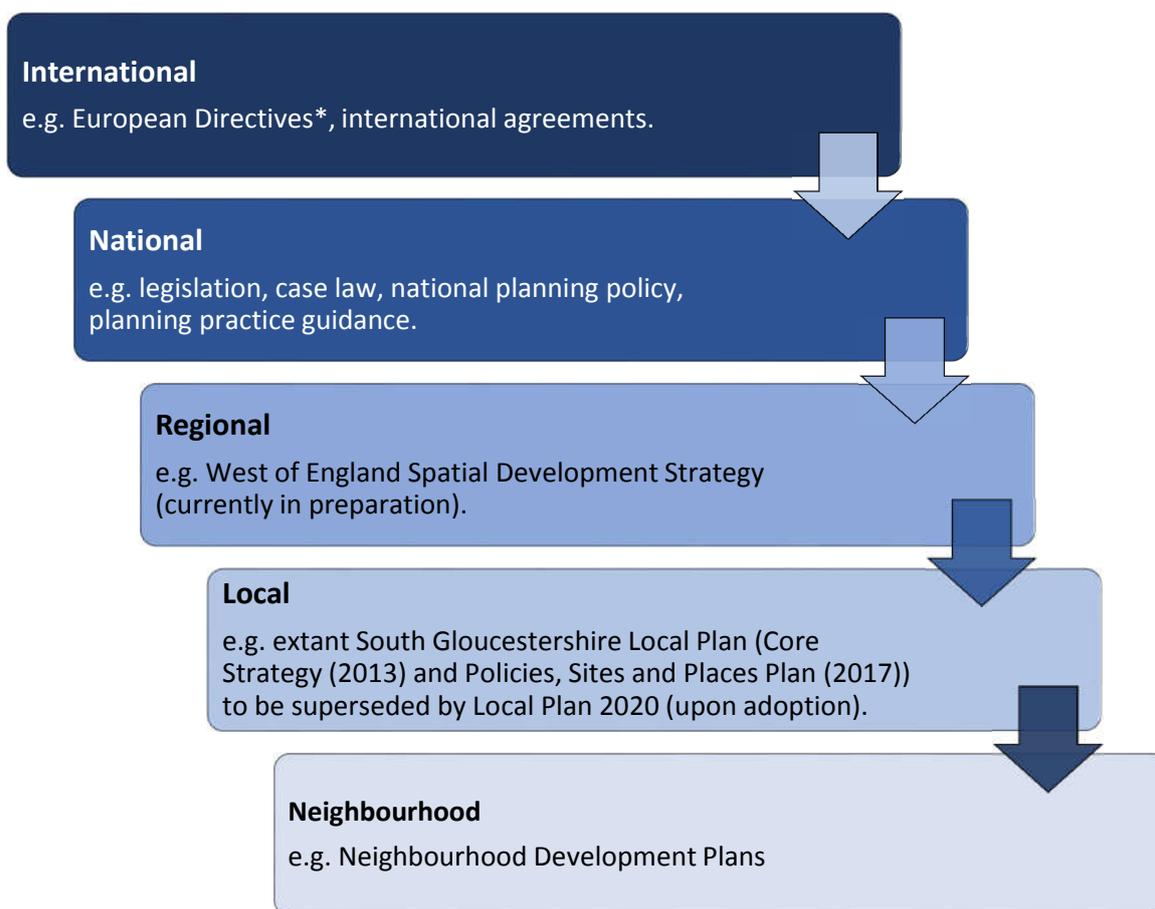 International
e.g. European Directives*, international agreements.
National
e.g. legislation, case law, national planning policy,
planning practice guidance.
Regional
e.g. West of England Spatial Development Strategy
(currently in preparation).
Local
e.g. extant South Gloucestershire Local Plan (Core
Strategy (2013) and Policies, Sites and Places Plan (2017))
to be superseded by Local Plan 2020 (upon adoption).
Neighbourhood
e.g. Neighbourhood Development Plans